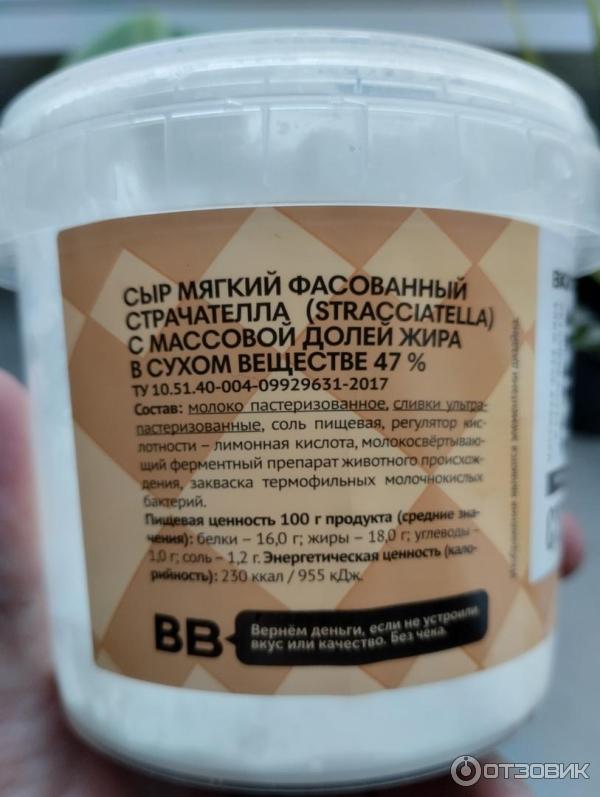 СЫР МЯГКИЙ ФАСОВАННЫЙ
СТРАЧАТЕЛЛА (STRACCIATELLA)
С МАССОВОЙ ДОЛЕЙ ЖИРА
В СУХОМ ВЕЩЕСТВЕ 47 %
ТУ 10.51.40-004-09929631-2017
Состав: молоко пастеризованное, сливки ультра-
пастеризованные, соль пищевая, регулятор кис-
лотности – лимонная кислота, молокосвёртываю-
щий ферментный препарат животного происхож-
дения, закваска термофильных молочнокислых
бактерий.
Пищевая ценность 100 г продукта (средние зна-
чения): белки – 16,0 г; жиры – 18,0 г; углеводы –
1,0 г; соль – 1,2 г. Энергетическая ценность (кало-
рийность): 230 ккал / 955 кДж.
ВВ
Вернём деньги, если не устроили
вкус или качество. Без чека.
ОТЗОВИК